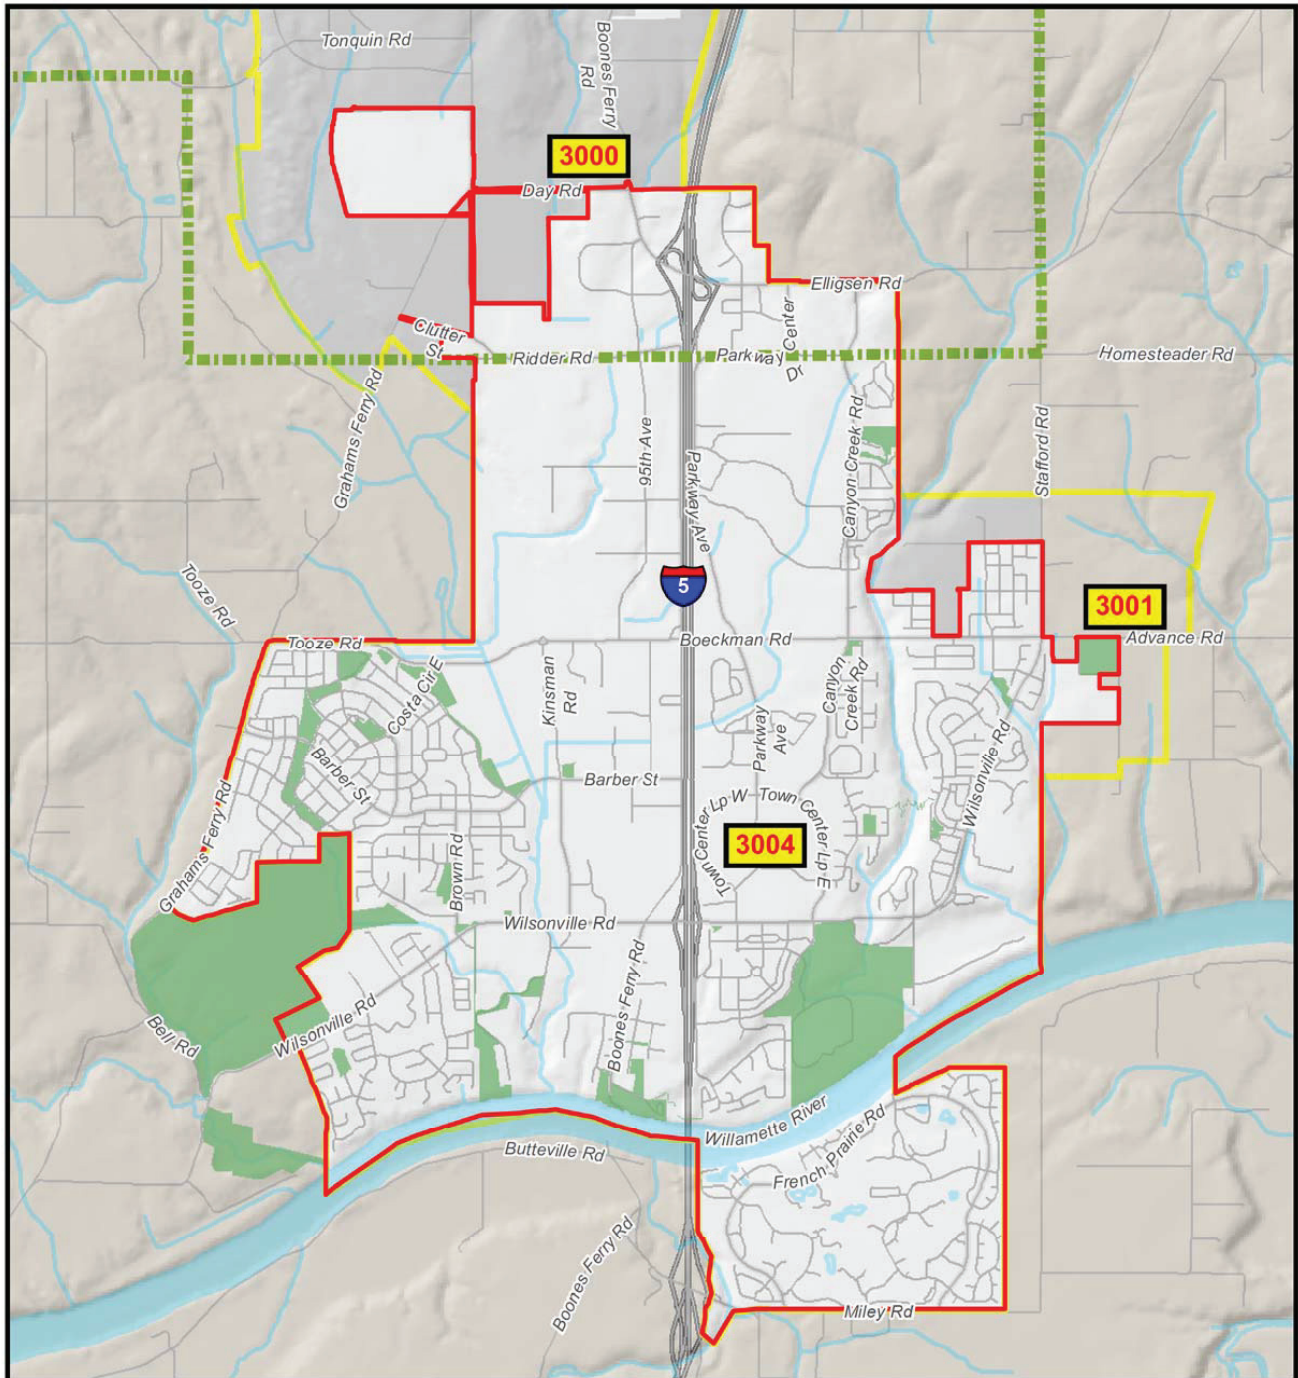 Tonquin Rd
Boones Ferry
Rd
3000
Day Rd
Elligsen Rd
Clutter
St
Ridder Rd
Parkway Center
Dr
Homesteader Rd
Grahams Ferry Rd
95th Ave
Parkway Ave
Canyon Creek Rd
Stafford Rd
5
Tooze Rd
3001
Tooze Rd
Boeckman Rd
Advance Rd
Costa Cir E
Kinsman
Rd
Canyon
Creek Rd
Parkway
Ave
Wilsonville Rd
Barber St
Barber St
Grahams Ferry Rd
Town Center Lp W
Town Center Lp E
3004
Brown Rd
Wilsonville Rd
Boones Ferry Rd
Bell Rd
Wilsonville Rd
Willamette River
Butteville Rd
French Prairie Rd
Boones Ferry Rd
Miley Rd